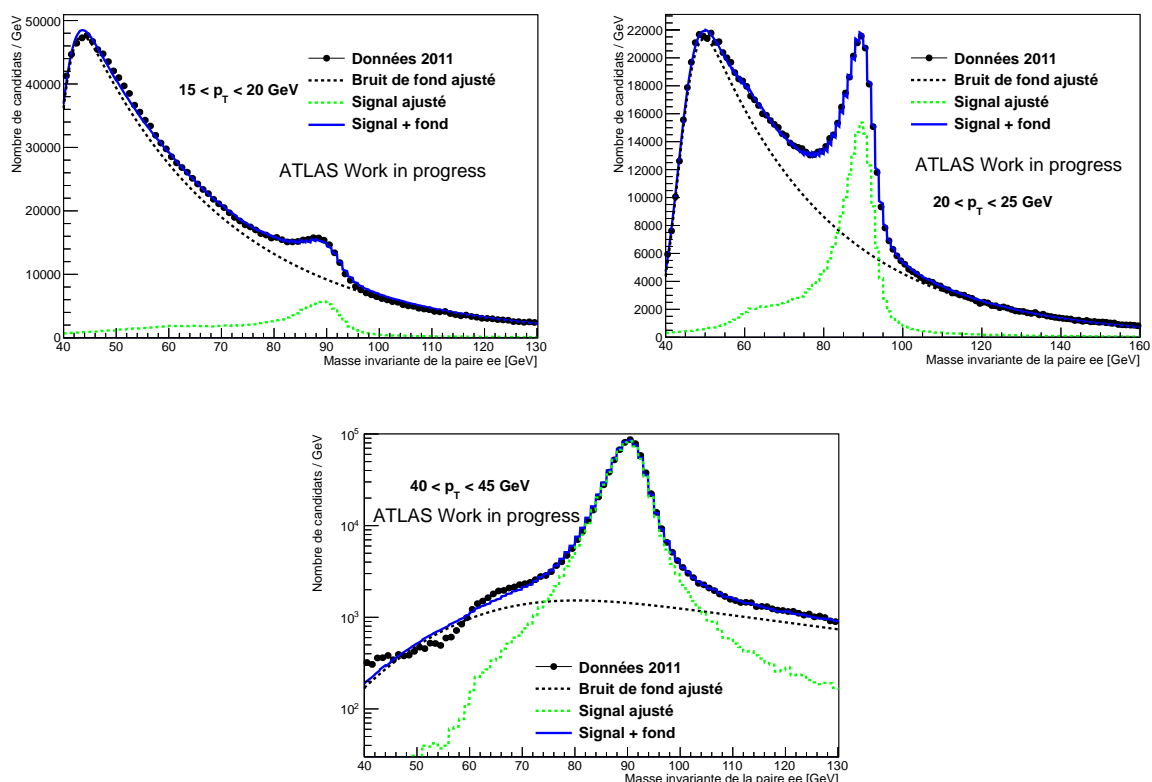 Nombre de candidats / GeV
50000
40000
30000
20000
10000
0
15 < pT < 20 GeV
Données 2011
Bruit de fond ajusté
Signal ajusté
Signal + fond
ATLAS Work in progress
40 50 60 70 80 90 100 110 120 130
Masse invariante de la paire ee [GeV]
Nombre de candidats / GeV
22000
20000
18000
16000
14000
12000
10000
8000
6000
4000
2000
0
Données 2011
Bruit de fond ajusté
Signal ajusté
Signal + fond
ATLAS Work in progress
20 < pT < 25 GeV
40 60 80 100 120 140 160
Masse invariante de la paire ee [GeV]
Nombre de candidats / GeV
10^5
10^4
10^3
10^2
40 < pT < 45 GeV
ATLAS Work in progress
Données 2011
Bruit de fond ajusté
Signal ajusté
Signal + fond
40 50 60 70 80 90 100 110 120 130
Masse invariante de la paire ee [GeV]